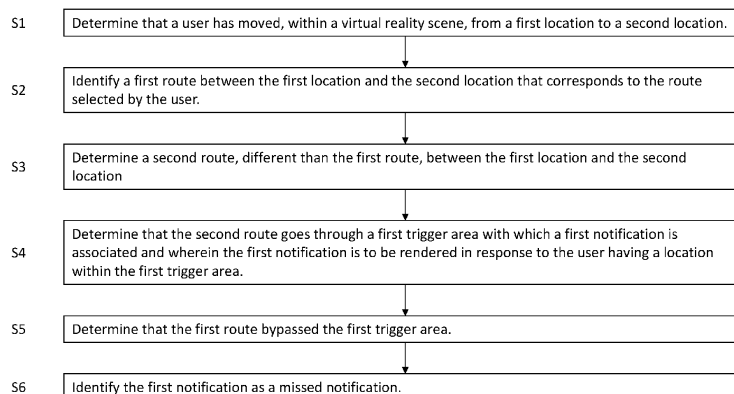 S1 Determine that a user has moved, within a virtual reality scene, from a first location to a second location.
S2 Identify a first route between the first location and the second location that corresponds to the route
selected by the user.
S3 Determine a second route, different than the first route, between the first location and the second
location
S4 Determine that the second route goes through a first trigger area with which a first notification is
associated and wherein the first notification is to be rendered in response to the user having a location
within the first trigger area.
S5 Determine that the first route bypassed the first trigger area.
S6 Identify the first notification as a missed notification.